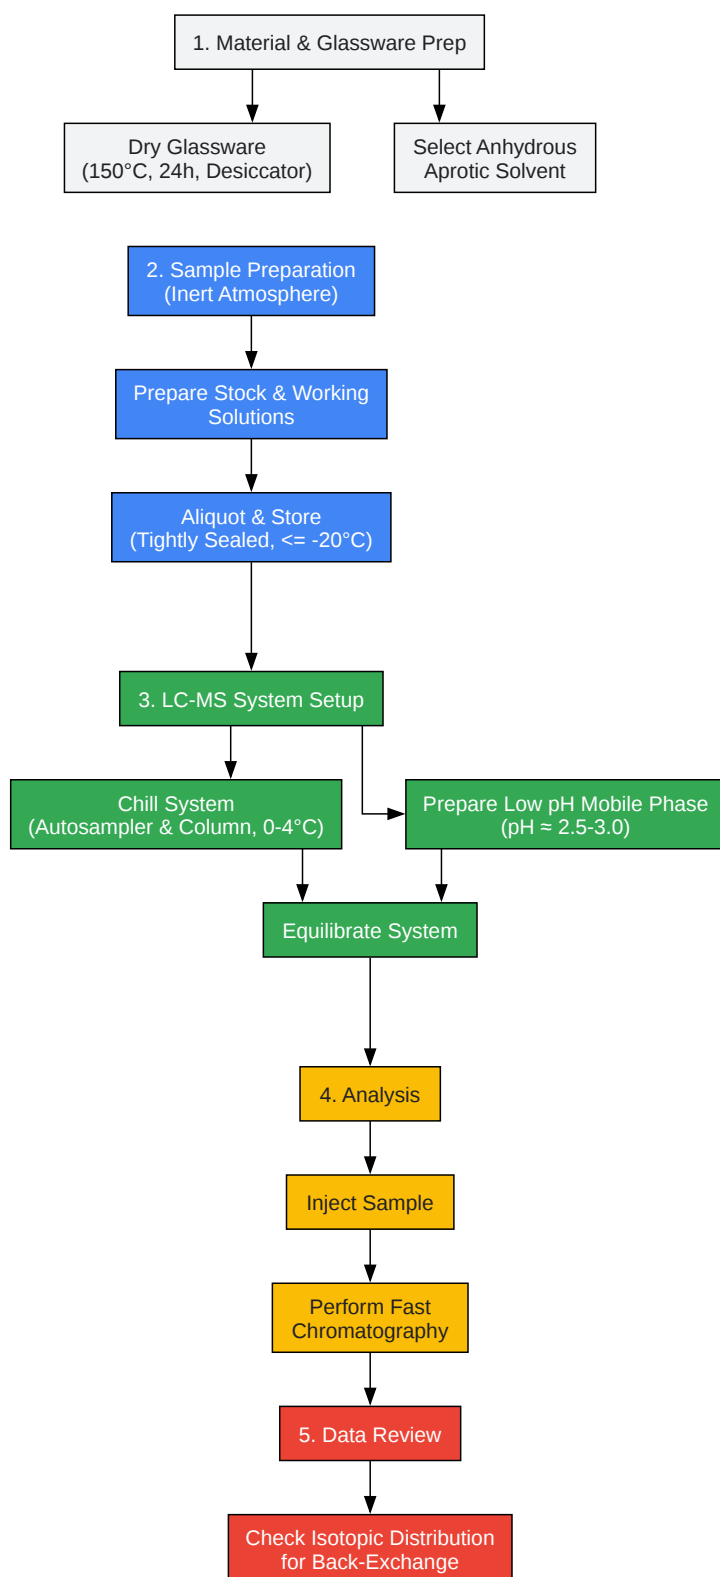 1. Material & Glassware Prep
Dry Glassware
(150°C, 24h, Desiccator)
Select Anhydrous
Aprotic Solvent
2. Sample Preparation
(Inert Atmosphere)
Prepare Stock & Working
Solutions
Aliquot & Store
(Tightly Sealed, <= -20°C)
3. LC-MS System Setup
Chill System
(Autosampler & Column, 0-4°C)
Prepare Low pH Mobile Phase
(pH ≈ 2.5-3.0)
Equilibrate System
4. Analysis
Inject Sample
Perform Fast
Chromatography
5. Data Review
Check Isotopic Distribution
for Back-Exchange